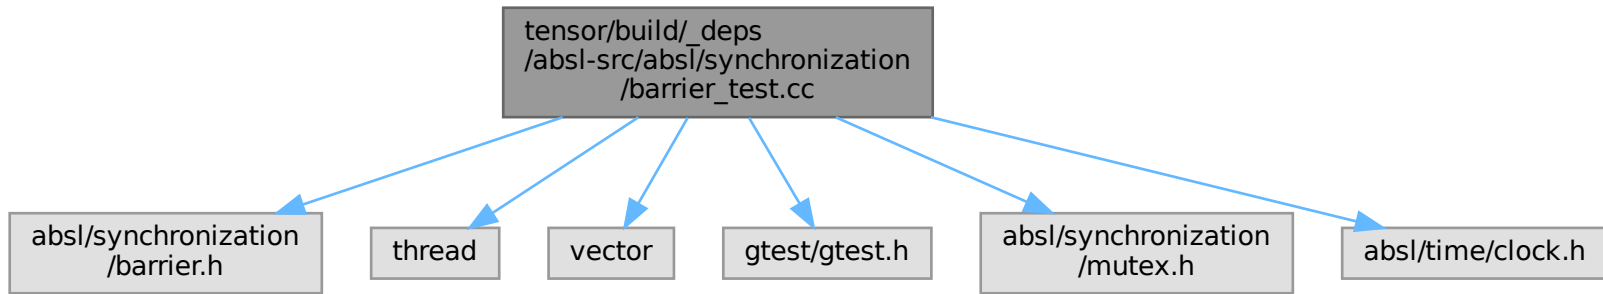 tensor/build/_deps
/absl-src/absl/synchronization
/barrier_test.cc
absl/synchronization
/barrier.h
thread
vector
gtest/gtest.h
absl/synchronization
/mutex.h
absl/time/clock.h